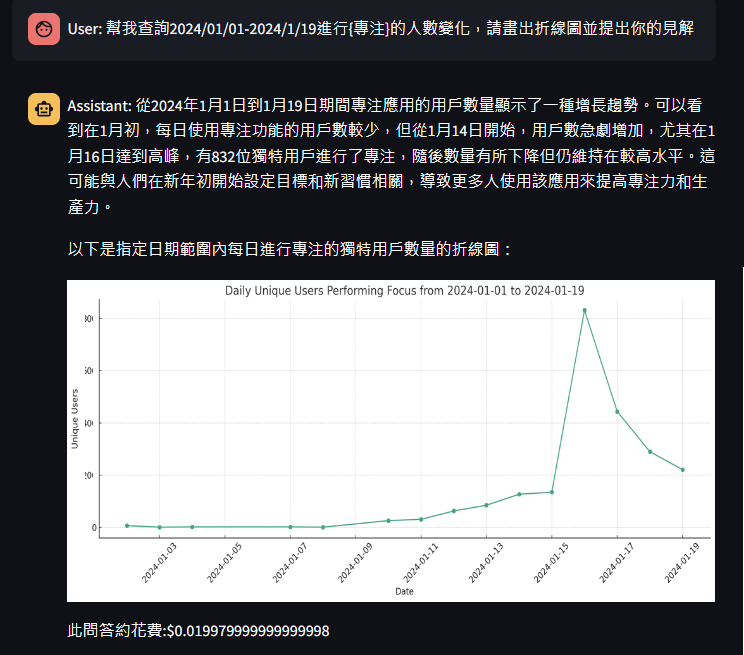 User: 幫我查詢2024/01/01-2024/1/19進行{專注}的人數變化，請畫出折線圖並提出你的見解
Assistant: 從2024年1月1日到1月19日期間專注應用的用戶數量顯示了一種增長趨勢。可以看
到在1月初，每日使用專注功能的用戶數較少，但從1月14日開始，用戶數急劇增加，尤其在1
月16日達到高峰，有832位獨特用戶進行了專注，隨後數量有所下降但仍維持在較高水平。這
可能與人們在新年初開始設定目標和新習慣相關，導致更多人使用該應用來提高專注力和生
產力。
以下是指定日期範圍內每日進行專注的獨特用戶數量的折線圖：
Daily Unique Users Performing Focus from 2024-01-01 to 2024-01-19
Unique Users
0
2024-01-03
2024-01-05
2024-01-07
2024-01-09
2024-01-11
2024-01-13
2024-01-15
2024-01-17
2024-01-19
Date
此問答約花費:$0.019979999999999998